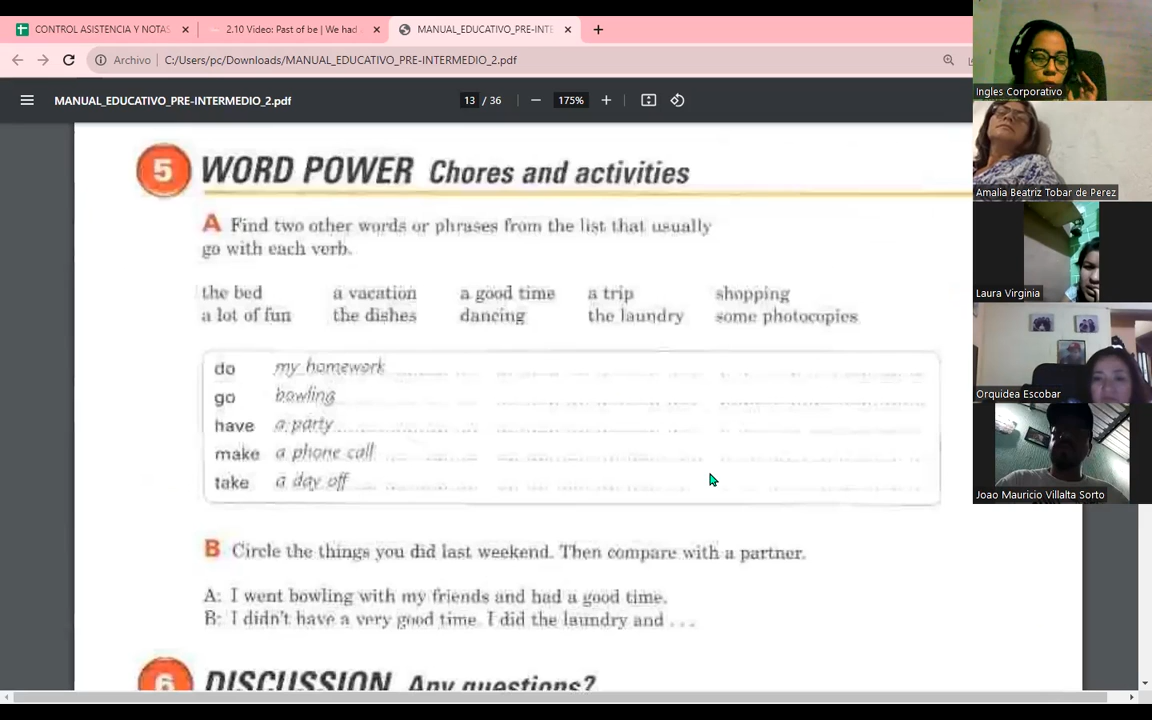 CONTROL ASISTENCIA Y NOTAS
2.10 Video: Past of be | We had
MANUAL_EDUCATIVO_PRE-INTE
Archivo
C:/Users/pc/Downloads/MANUAL_EDUCATIVO_PRE-INTERMEDIO_2.pdf
MANUAL_EDUCATIVO_PRE-INTERMEDIO_2.pdf
13 / 36
175%
5 WORD POWER Chores and activities
A Find two other words or phrases from the list that usually
go with each verb.
the bed a vacation a good time a trip shopping
a lot of fun the dishes dancing the laundry some photocopies
do my homework
go bowling
have a party
make a phone call
take a day off
B Circle the things you did last weekend. Then compare with a partner.
A: I went bowling with my friends and had a good time.
B: I didn't have a very good time. I did the laundry and . . .
6 DISCUSSION Any questions?
Ingles Corporativo
Amalia Beatriz Tobar de Perez
Laura Virginia
Orquidea Escobar
Joao Mauricio Villalta Sorto